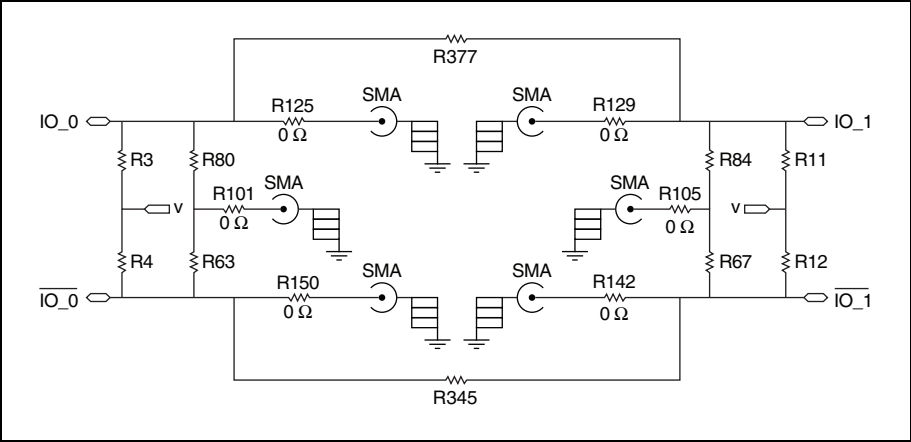 R377
SMA SMA
R125 R129
IO_0 IO_1
0 Ω 0 Ω
R3 R80 R84 R11
SMA SMA
R101 R105
v v
0 Ω 0 Ω
R4 R63 R67 R12
SMA SMA
R150 R142
IO_0 IO_1
0 Ω 0 Ω
R345